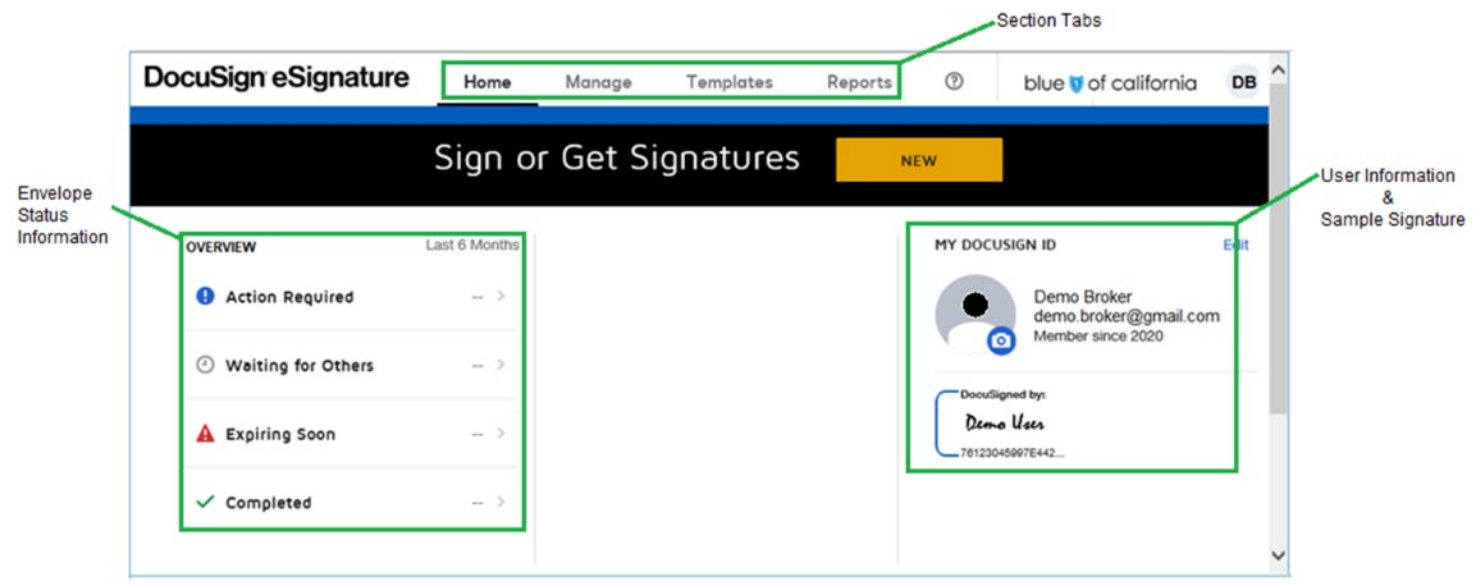 Section Tabs
DocuSign eSignature Home Manage Templates Reports ? blue of california DB
Sign or Get Signatures NEW
Envelope
Status
Information
User Information
&
Sample Signature
OVERVIEW Last 6 Months
Action Required -- >
Waiting for Others -- >
Expiring Soon -- >
Completed -- >
MY DOCUSIGN ID Edit
Demo Broker
demo.broker@gmail.com
Member since 2020
DocuSigned by:
Demo User
76123045997E442...